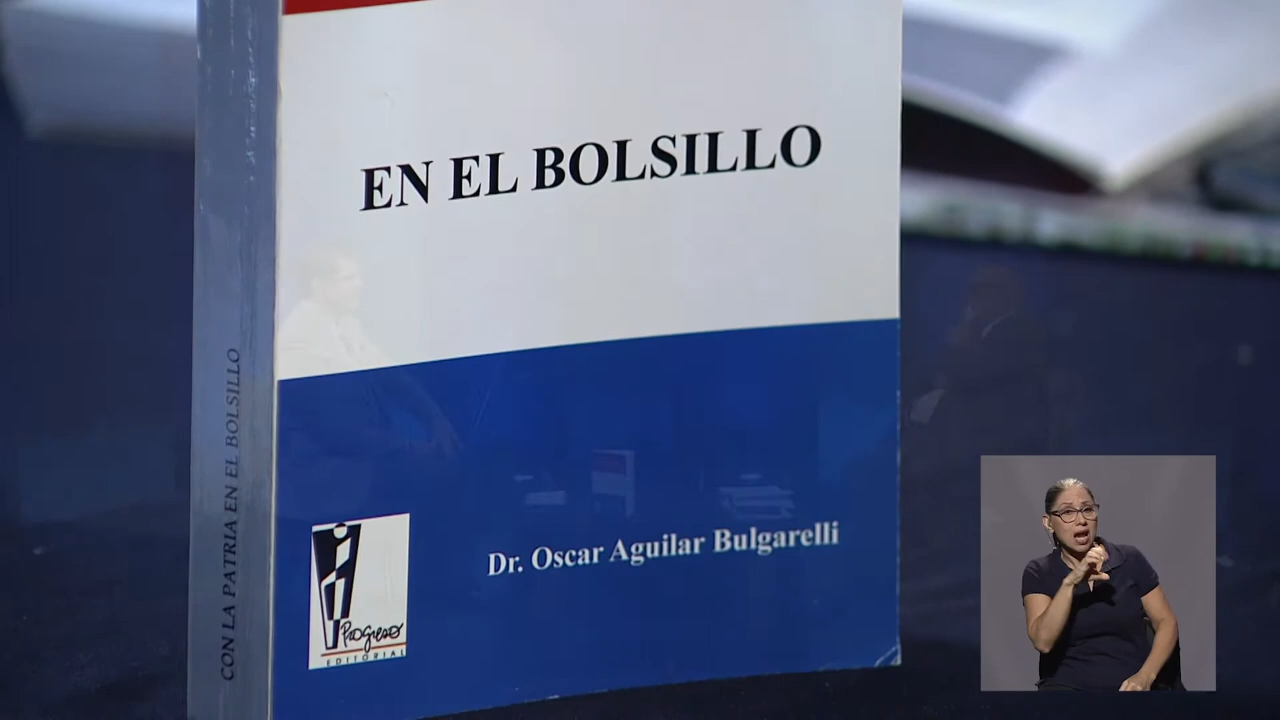 EN EL BOLSILLO
CON LA PATRIA EN EL BOLSILLO
Dr. Oscar Aguilar Bulgarelli
Progreso
EDITORIAL